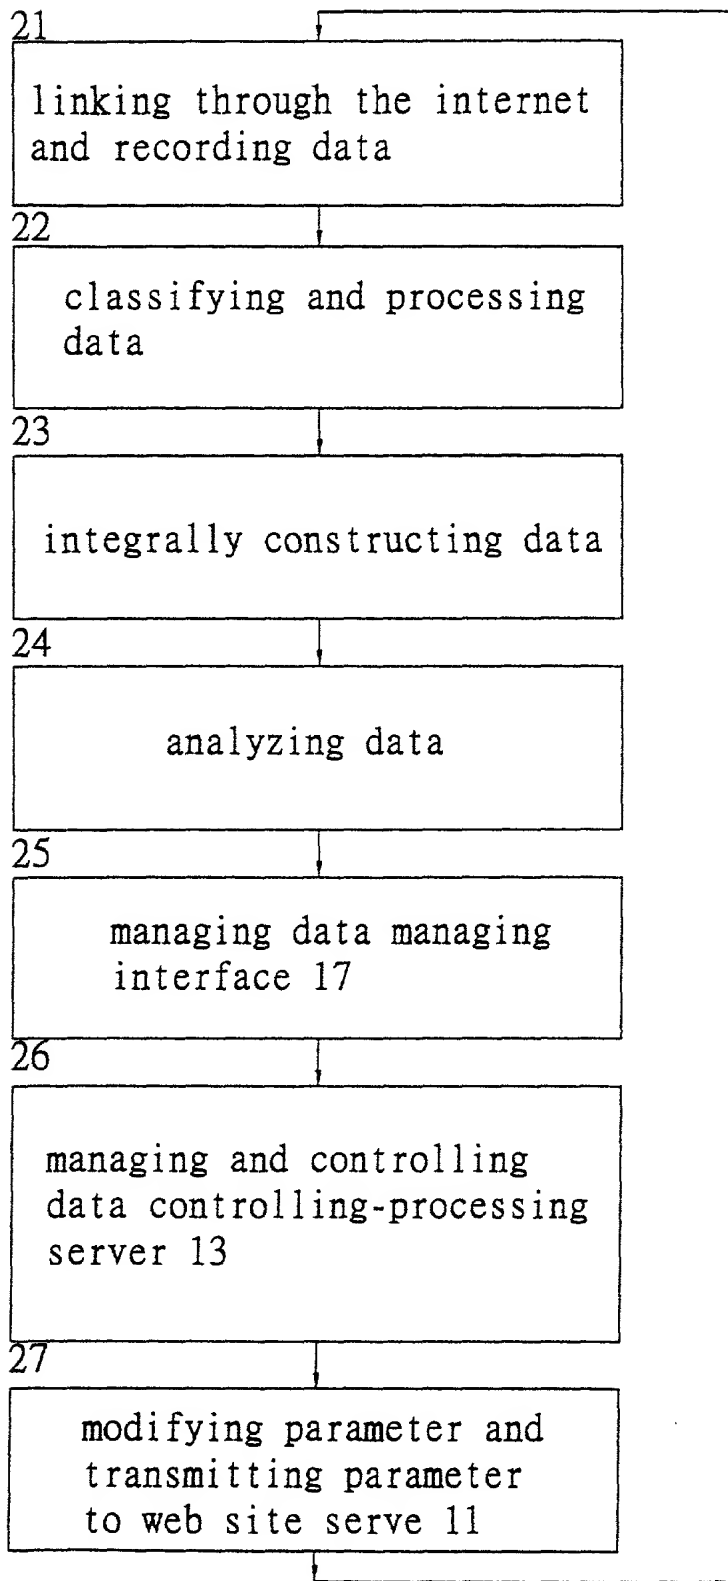 21
linking through the internet
and recording data
22
classifying and processing
data
23
integrally constructing data
24
analyzing data
25
managing data managing
interface 17
26
managing and controlling
data controlling-processing
server 13
27
modifying parameter and
transmitting parameter
to web site serve 11